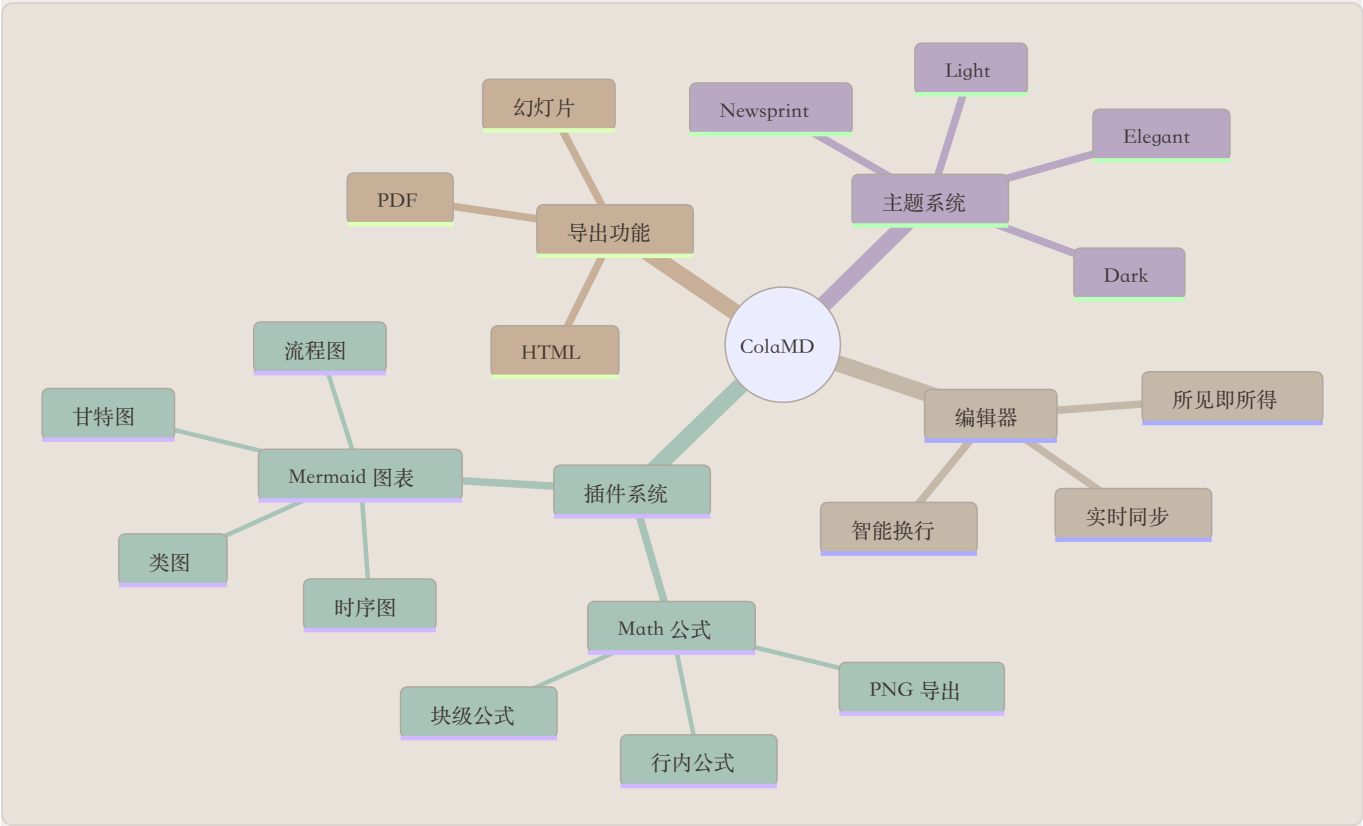 Light
幻灯片
Newsprint
Elegant
PDF
主题系统
导出功能
Dark
ColaMD
流程图
HTML
所见即所得
甘特图
编辑器
Mermaid 图表
插件系统
实时同步
智能换行
类图
时序图
Math 公式
PNG 导出
块级公式
行内公式